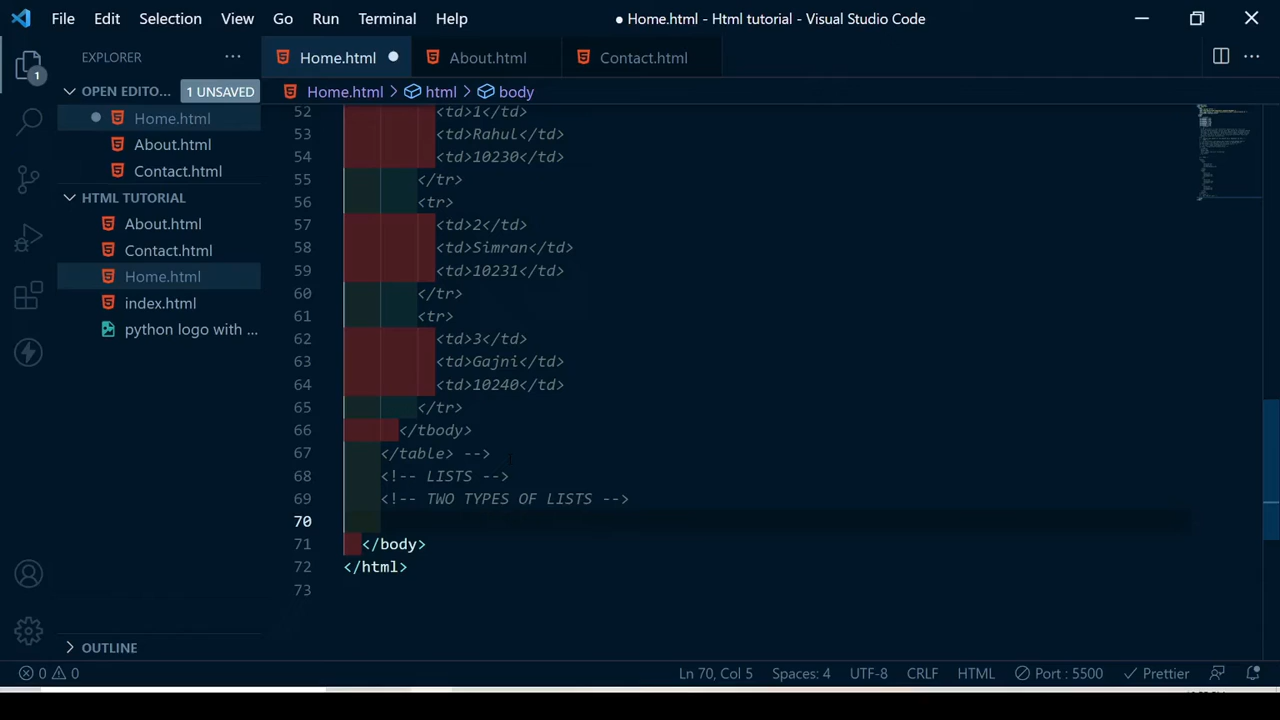 File Edit Selection View Go Run Terminal Help
● Home.html - Html tutorial - Visual Studio Code
EXPLORER ···
Home.html About.html Contact.html
OPEN EDITO... 1 UNSAVED
Home.html > html > body
Home.html
About.html
Contact.html
HTML TUTORIAL
About.html
Contact.html
Home.html
index.html
python logo with ...
1
52 <td>1</td>
53 <td>Rahul</td>
54 <td>10230</td>
55 </tr>
56 <tr>
57 <td>2</td>
58 <td>Simran</td>
59 <td>10231</td>
60 </tr>
61 <tr>
62 <td>3</td>
63 <td>Gajni</td>
64 <td>10240</td>
65 </tr>
66 </tbody>
67 </table> -->
68 <!-- LISTS -->
69 <!-- TWO TYPES OF LISTS -->
70
71 </body>
72 </html>
73
OUTLINE
0 0 Ln 70, Col 5 Spaces: 4 UTF-8 CRLF HTML Port : 5500 Prettier